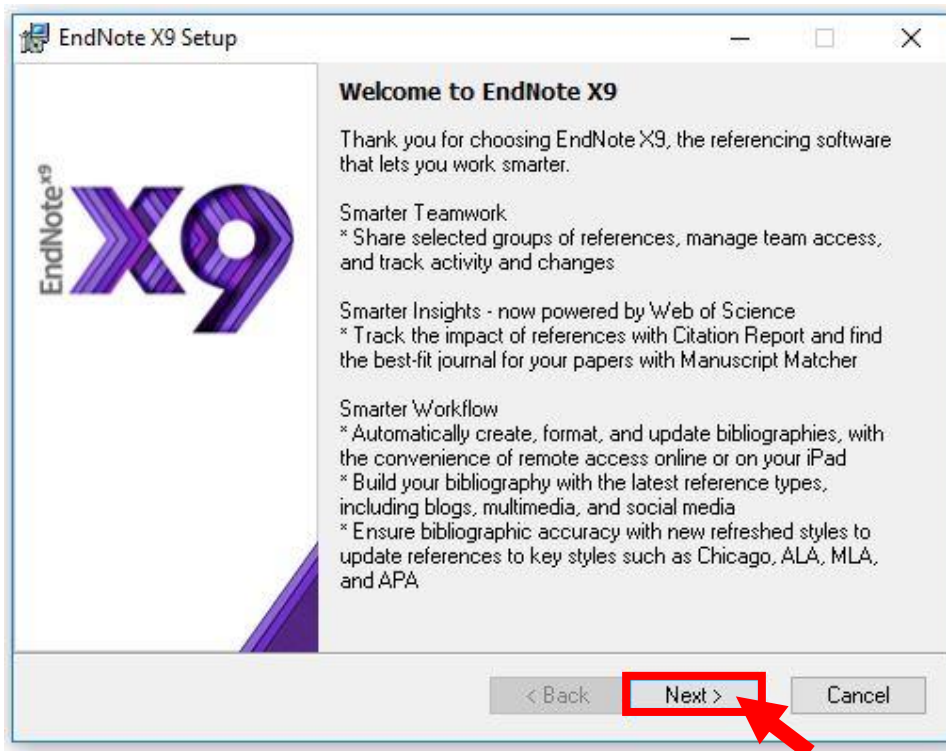 EndNote X9 Setup
EndNote X9
X9
Welcome to EndNote X9
Thank you for choosing EndNote X9, the referencing software
that lets you work smarter.
Smarter Teamwork
* Share selected groups of references, manage team access,
and track activity and changes
Smarter Insights - now powered by Web of Science
* Track the impact of references with Citation Report and find
the best-fit journal for your papers with Manuscript Matcher
Smarter Workflow
* Automatically create, format, and update bibliographies, with
the convenience of remote access online or on your iPad
* Build your bibliography with the latest reference types,
including blogs, multimedia, and social media
* Ensure bibliographic accuracy with new refreshed styles to
update references to key styles such as Chicago, ALA, MLA,
and APA
< Back Next > Cancel